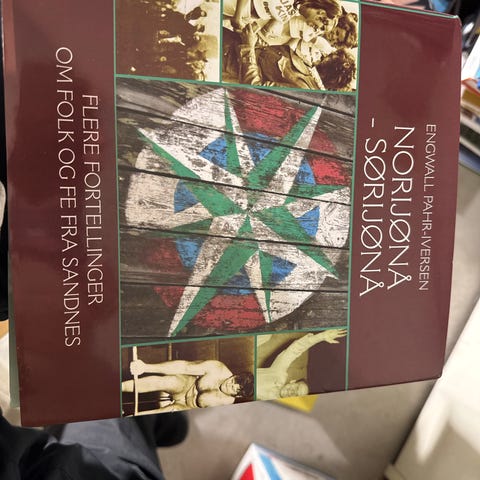 ENGWALL PAHR-IVERSEN
NORIJØNÅ
- SØRIJØNÅ
FLERE FORTELLINGER
OM FOLK OG FE FRA SANDNES